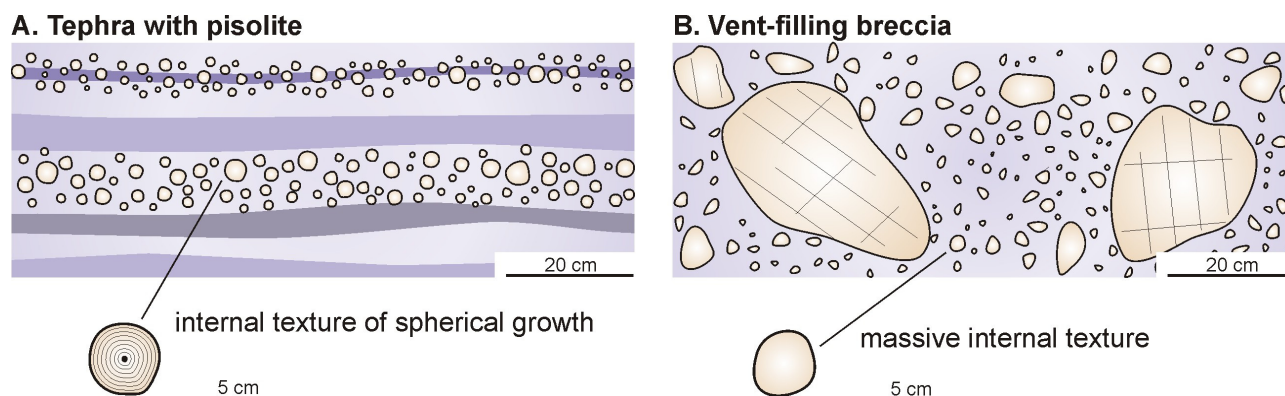 A. Tephra with pisolite
20 cm
internal texture of spherical growth
5 cm
B. Vent-filling breccia
20 cm
massive internal texture
5 cm